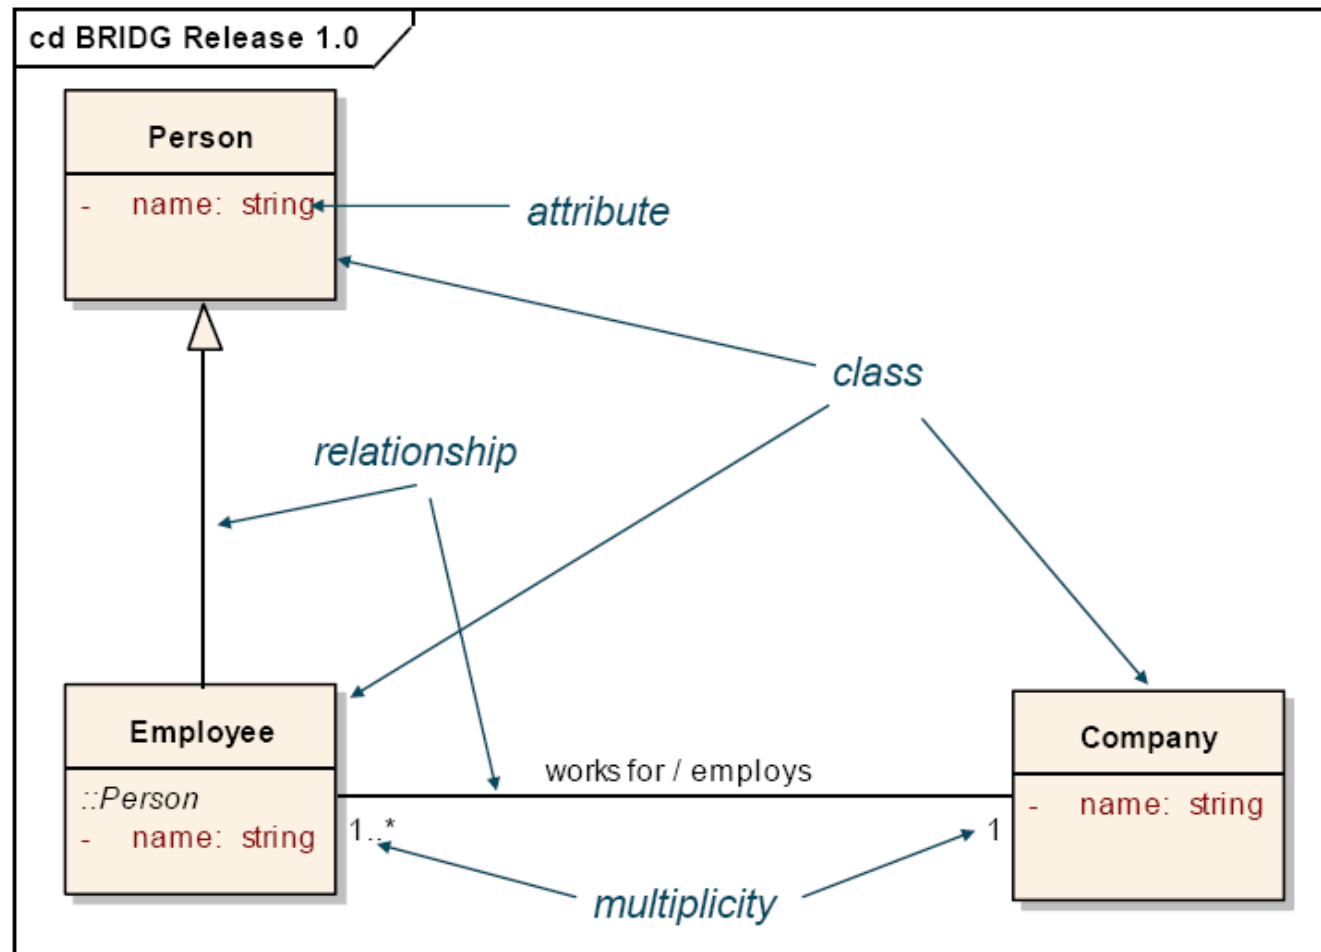 cd BRIDG Release 1.0
Person
- name: string
attribute
class
relationship
Employee
::Person
- name: string
works for / employs
1..*
1
Company
- name: string
multiplicity